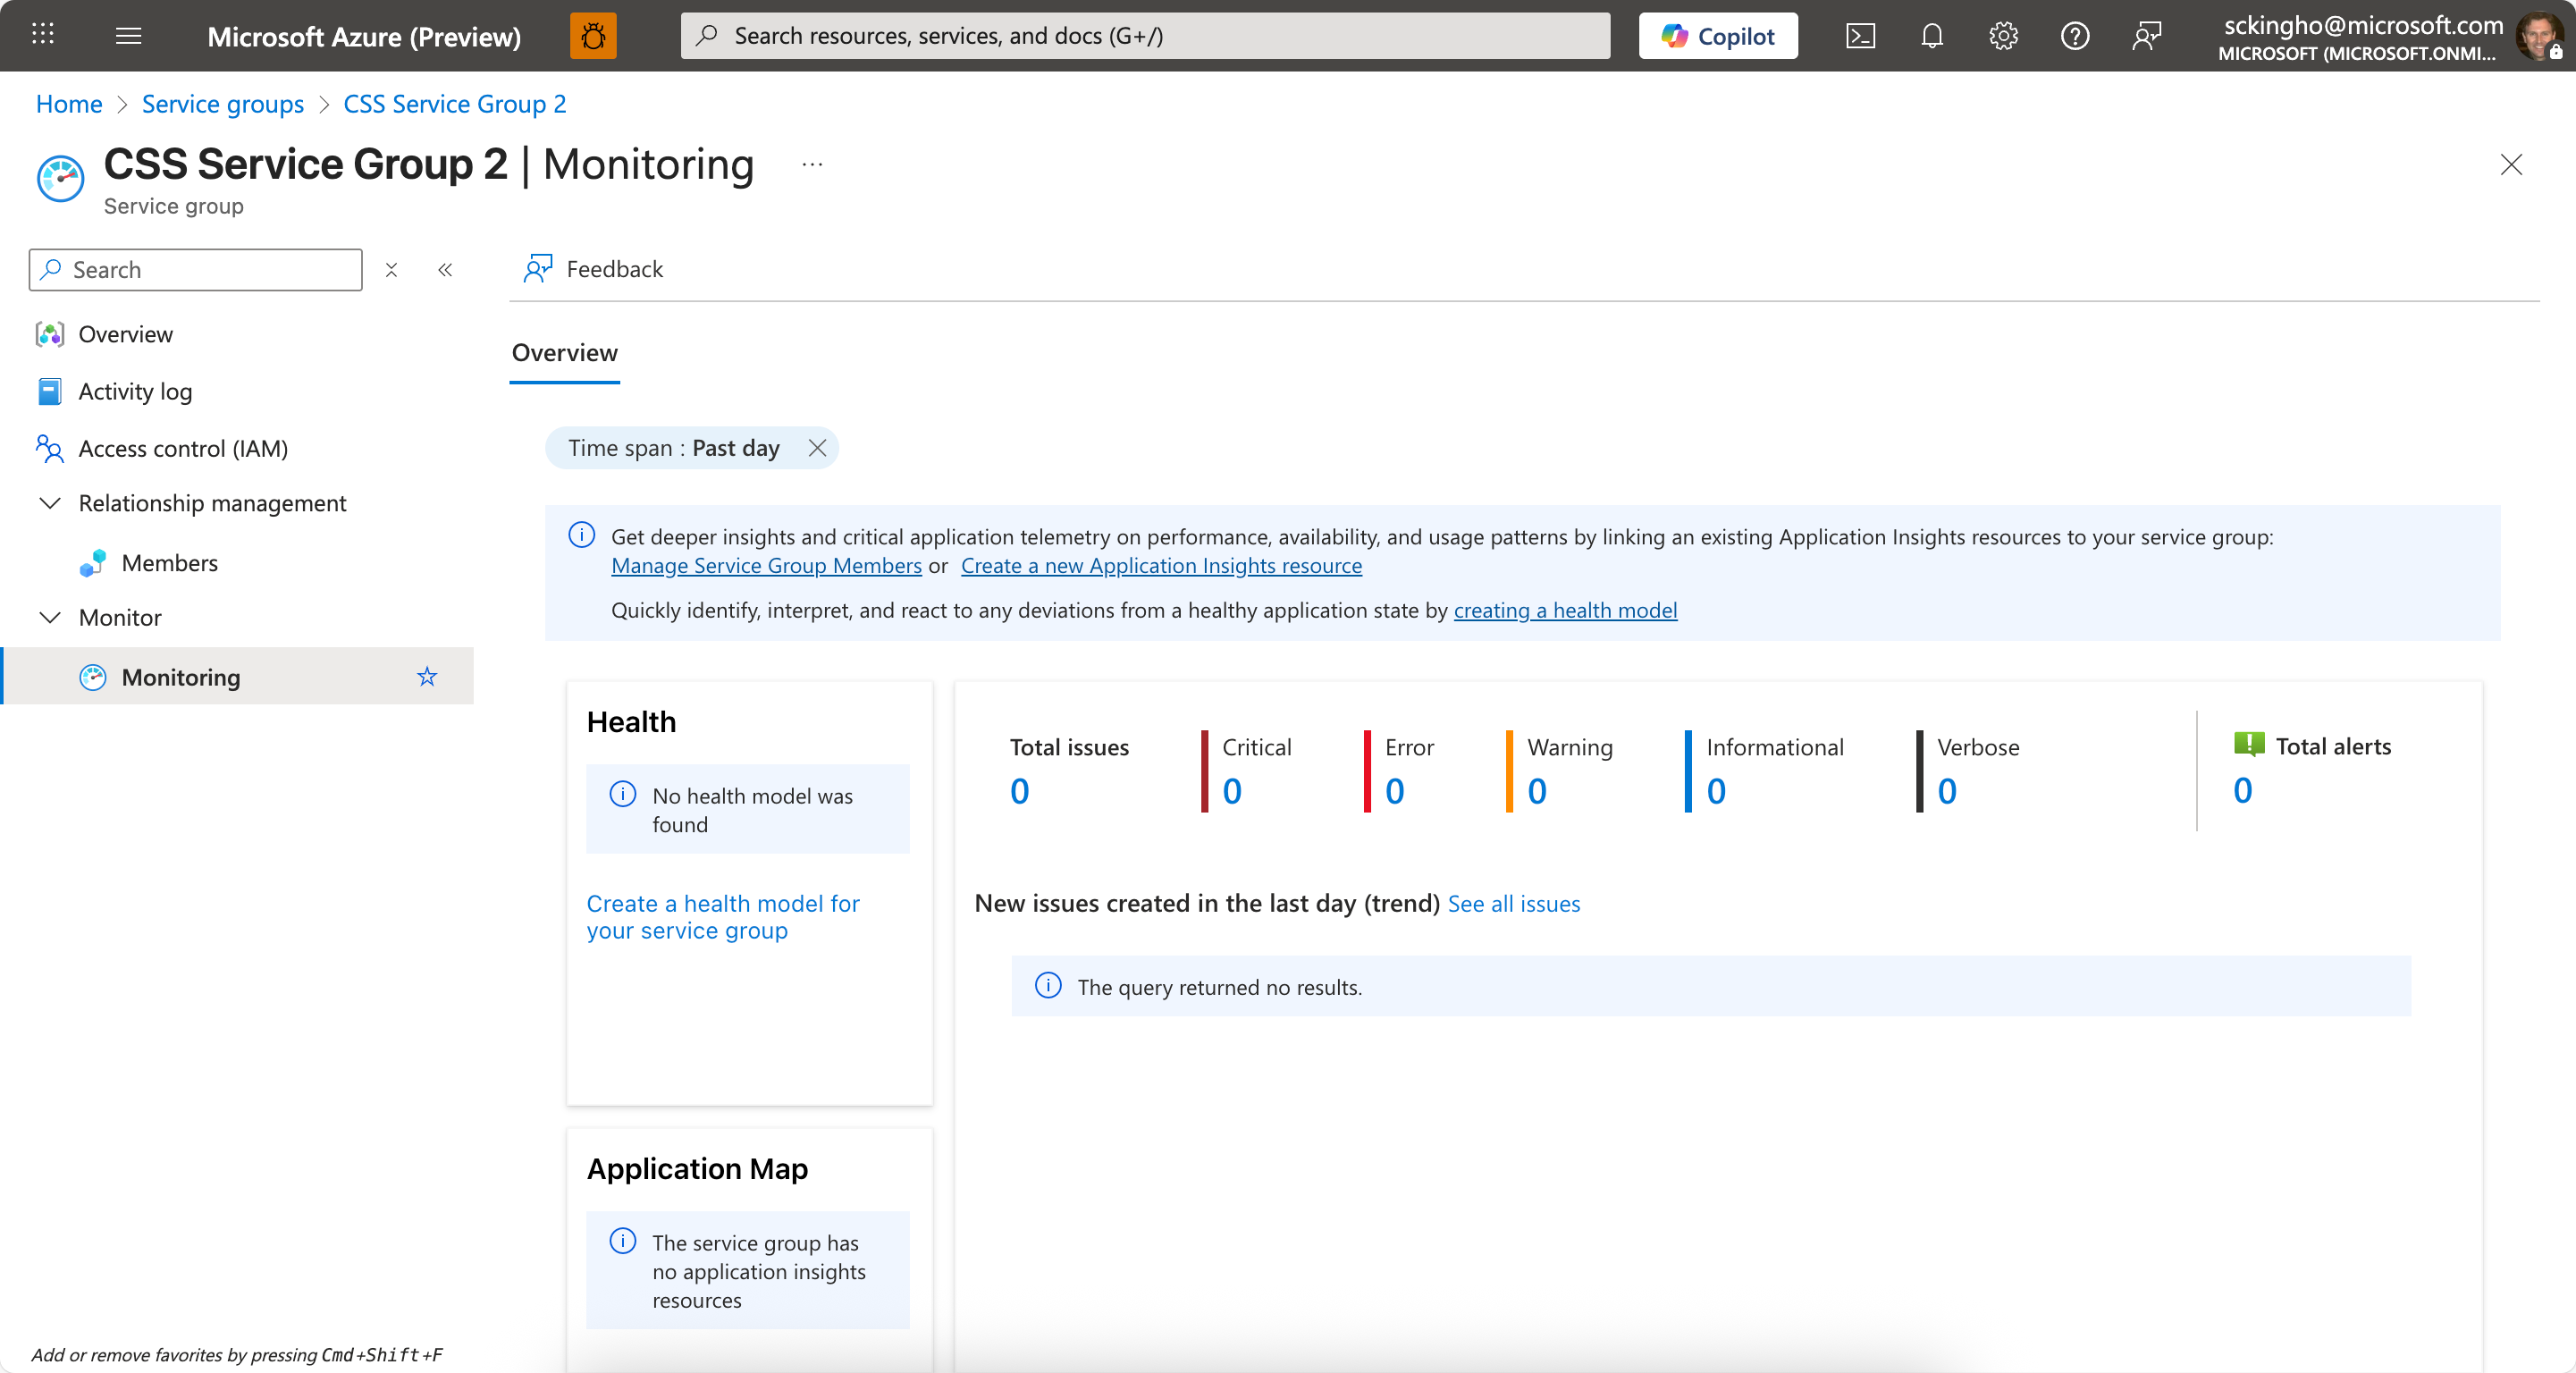 Microsoft Azure (Preview)
Search resources, services, and docs (G+/)
Copilot
sckingho@microsoft.com
MICROSOFT (MICROSOFT.ONMI...
Home > Service groups > CSS Service Group 2
CSS Service Group 2 | Monitoring ...
Service group
Search
Feedback
Overview
Activity log
Access control (IAM)
Relationship management
Members
Monitor
Monitoring
Add or remove favorites by pressing Cmd+Shift+F
Overview
Time span : Past day
Get deeper insights and critical application telemetry on performance, availability, and usage patterns by linking an existing Application Insights resources to your service group:
Manage Service Group Members or Create a new Application Insights resource
Quickly identify, interpret, and react to any deviations from a healthy application state by creating a health model
Health
No health model was
found
Create a health model for
your service group
Application Map
The service group has
no application insights
resources
Total issues
0
Critical
0
Error
0
Warning
0
Informational
0
Verbose
0
Total alerts
0
New issues created in the last day (trend) See all issues
The query returned no results.